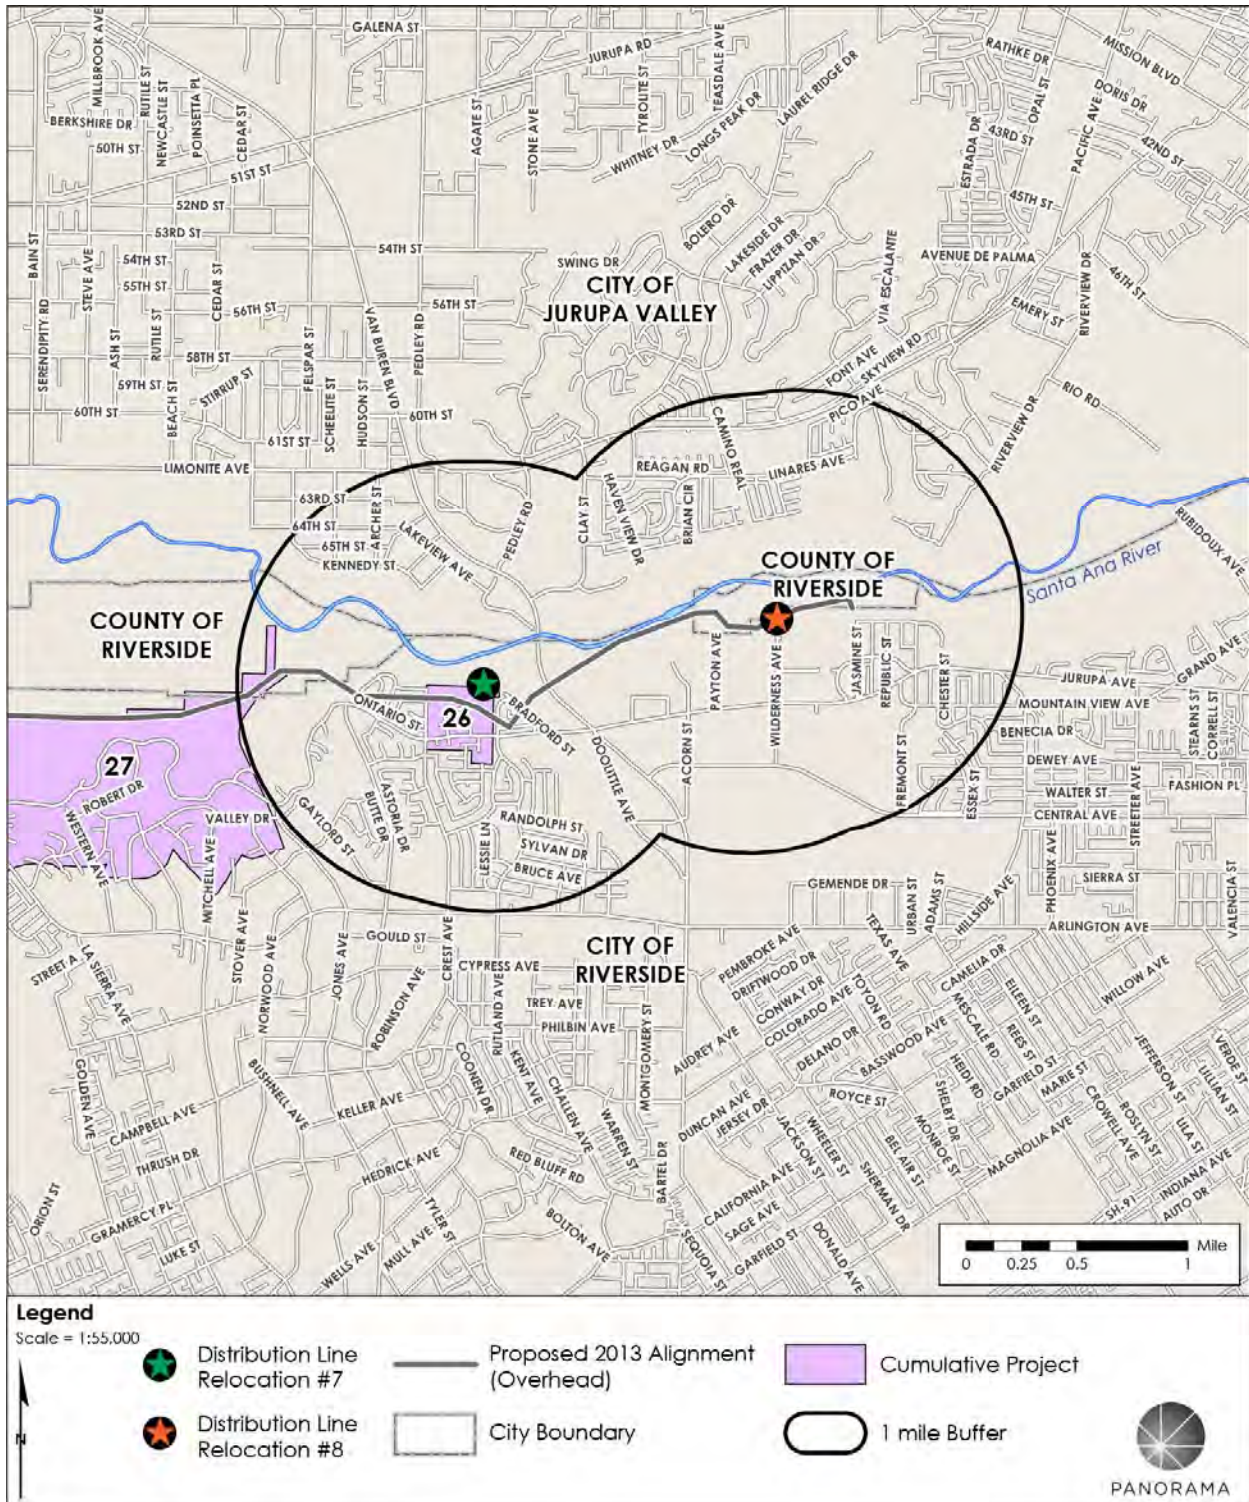 GALENA ST
JURUPA RD
MILLBROOK AVE
RUTILE ST
NEWCASTLE ST
POINSETTA PL
CEDAR ST
BERKSHIRE DR
50TH ST
51ST ST
52ND ST
53RD ST
54TH ST
54TH ST
55TH ST
CEDAR ST
56TH ST
56TH ST
BAIN ST
STEVE AVE
SERENDIPITY RD
ASH ST
RUTILE ST
58TH ST
59TH ST
60TH ST
BEACH ST
STIRRUP ST
FELSPAR ST
SCHEELITE ST
HUDSON ST
61ST ST
60TH ST
VAN BUREN BLVD
PEDLEY RD
AGATE ST
STONE AVE
TYROLITE ST
TEASDALE AVE
WHITNEY DR
LONGS PEAK DR
LAUREL RIDGE DR
RATHKE DR
MISSION BLVD
OPAL ST
DORIS DR
43RD ST
42ND ST
PACIFIC AVE
ESTRADA DR
45TH ST
46TH ST
AVENUE DE PALMA
BOLERO DR
LAKESIDE DR
FRAZER DR
LIPPIZAN DR
VIA ESCALANTE
SWING DR
EMERY ST
RIVERVIEW DR
CITY OF
JURUPA VALLEY
FONT AVE
SKYVIEW RD
PICO AVE
RIO RD
RIVERVIEW DR
LIMONITE AVE
REAGAN RD
CAMINO REAL
LINARES AVE
63RD ST
64TH ST
65TH ST
KENNEDY ST
ARCHER ST
LAKEVIEW AVE
PEDLEY RD
CLAY ST
HAVEN VIEW DR
BRIAN CIR
RUBIDOUX AVE
Santa Ana River
COUNTY OF
RIVERSIDE
COUNTY OF
RIVERSIDE
26
27
ONTARIO ST
BRADFORD ST
DOOLITTLE AVE
PAYTON AVE
ACORN ST
WILDERNESS AVE
JASMINE ST
REPUBLIC ST
CHESTER ST
FREMONT ST
ESSEX ST
JURUPA AVE
GRAND AVE
MOUNTAIN VIEW AVE
BENECIA DR
STEARNS ST
CORRELL ST
DEWEY AVE
WALTER ST
FASHION PL
CENTRAL AVE
STREETER AVE
PHOENIX AVE
SIERRA ST
VALENCIA ST
ROBERT DR
WESTERN AVE
VALLEY DR
MITCHELL AVE
GAYLORD ST
BUTTE DR
ASTORIA DR
LESSIE LN
RANDOLPH ST
SYLVAN DR
BRUCE AVE
GEMENDE DR
URBAN ST
ADAMS ST
HILLSIDE AVE
ARLINGTON AVE
STREET A
LA SIERRA AVE
STOVER AVE
NORWOOD AVE
JONES AVE
GOULD ST
CREST AVE
CYPRESS AVE
CITY OF
RIVERSIDE
ROBINSON AVE
RUTLAND AVE
TREY AVE
PHILBIN AVE
PEMBROKE AVE
DRIFTWOOD DR
CONWAY DR
COLORADO AVE
TEXAS AVE
TOYON RD
CAMELIA DR
EILEEN ST
WILLOW AVE
AUDREY AVE
DELANO DR
BASSWOOD AVE
MESCALE RD
REES ST
HEIDI RD
GARFIELD ST
MARIE ST
JEFFERSON ST
VERDE ST
LILLIAN ST
GOLDEN AVE
BUSHNELL AVE
KELLER AVE
COONEN DR
KENT AVE
CHALLEN AVE
MONTGOMERY ST
DUNCAN AVE
JERSEY DR
ROYCE ST
SHELBY DR
MONROE ST
CROWELL AVE
ROSLYN ST
ULA ST
CAMPBELL AVE
THRUSH DR
HEDRICK AVE
RED BLUFF RD
WARREN ST
BARTEL DR
JACKSON ST
WHEELER ST
BEL AIR ST
SHERMAN DR
MAGNOLIA AVE
INDIANA AVE
SH-91
AUTO DR
ORION ST
GRAMERCY PL
LUKE ST
WELLS AVE
MULL AVE
TYLER ST
BOLTON AVE
SEQUOIA ST
CALIFORNIA AVE
SAGE AVE
GARFIELD ST
DONALD AVE
Mile
0 0.25 0.5 1
Legend
Scale = 1:55,000
N
Distribution Line
Relocation #7
Distribution Line
Relocation #8
Proposed 2013 Alignment
(Overhead)
City Boundary
Cumulative Project
1 mile Buffer
PANORAMA